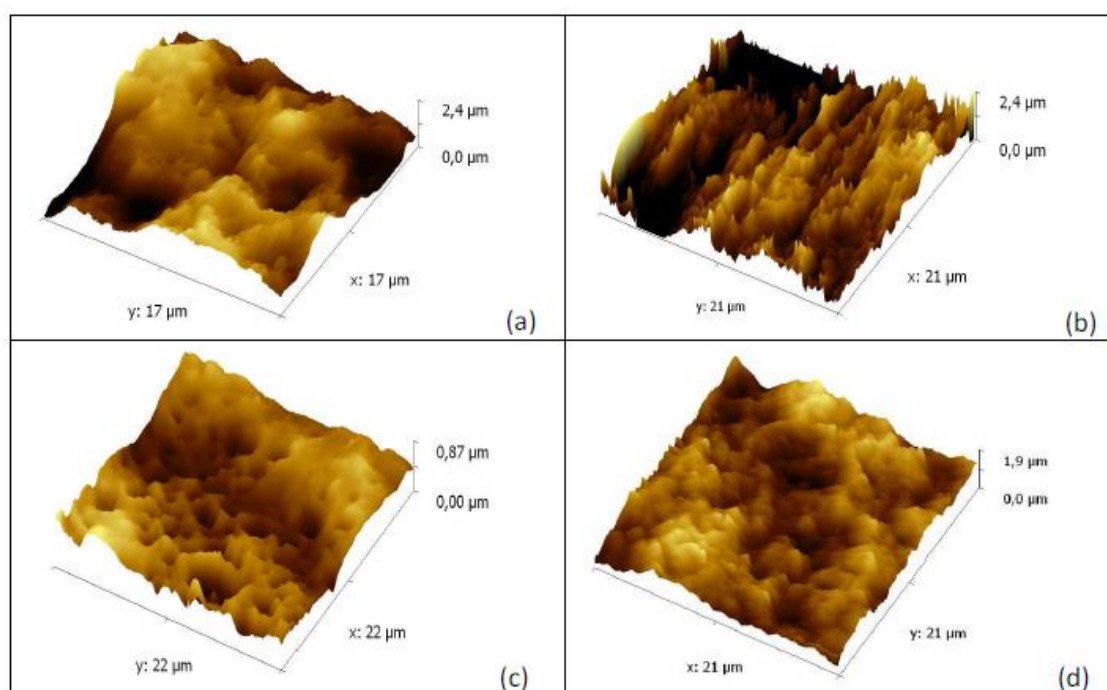 2,4 µm
0,0 µm
x: 17 µm
y: 17 µm
(a)
2,4 µm
0,0 µm
x: 21 µm
y: 21 µm
(b)
0,87 µm
0,00 µm
x: 22 µm
y: 22 µm
(c)
1,9 µm
0,0 µm
y: 21 µm
x: 21 µm
(d)